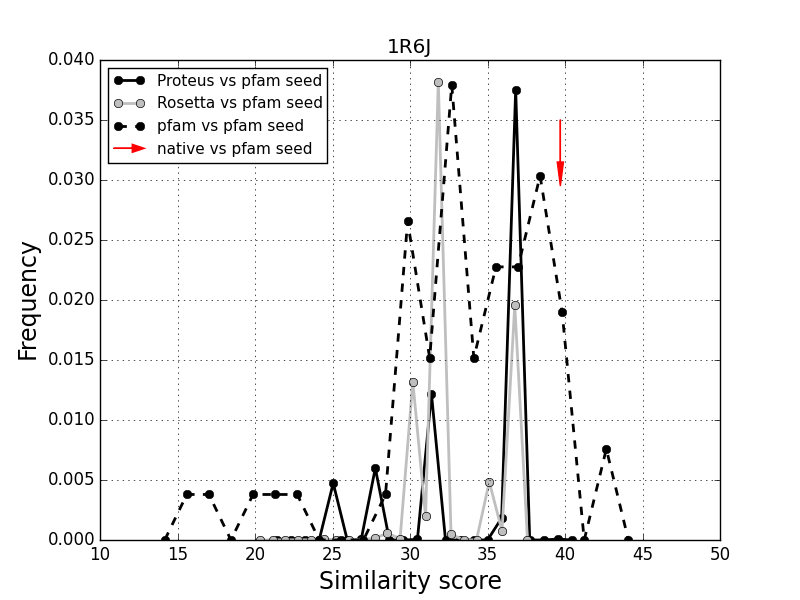 1R6J
0.040
0.035
0.030
0.025
0.020
0.015
0.010
0.005
0.000
Frequency
Proteus vs pfam seed
Rosetta vs pfam seed
pfam vs pfam seed
native vs pfam seed
10 15 20 25 30 35 40 45 50
Similarity score